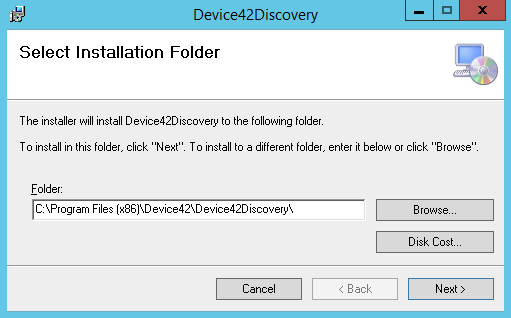 Device42Discovery
Select Installation Folder
The installer will install Device42Discovery to the following folder.
To install in this folder, click "Next". To install to a different folder, enter it below or click "Browse".
Folder:
C:\Program Files (x86)\Device42\Device42Discovery\
Browse...
Disk Cost...
Cancel
< Back
Next >